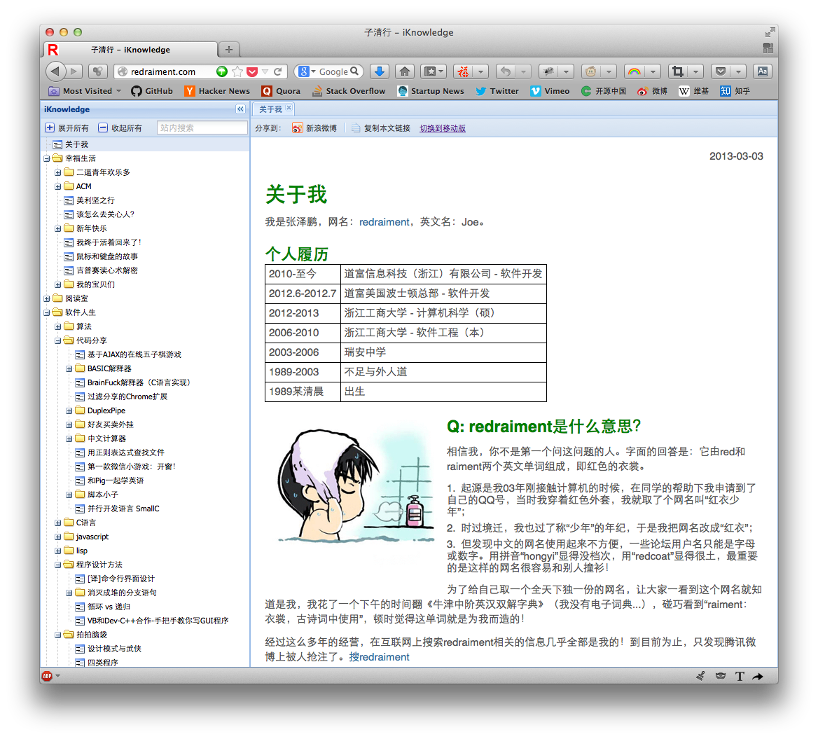 子清行 - iKnowledge
R 子清行 - iKnowledge
redraiment.com
Google
Most Visited GitHub Hacker News Quora Stack Overflow Startup News Twitter Vimeo 开源中国 微博 维基 知乎
iKnowledge
展开所有 收起所有 站内搜索
关于我
幸福生活
二逼青年欢乐多
ACM
美利坚之行
该怎么去关心人?
新年快乐
我终于活着回来了!
鼠标和键盘的故事
吉普赛读心术解密
我的宝贝们
阅读室
软件人生
算法
代码分享
基于AJAX的在线五子棋游戏
BASIC解释器
BrainFuck解释器(C语言实现)
过滤分享的Chrome扩展
DuplexPipe
好友买卖外挂
中文计算器
用正则表达式查找文件
第一款微信小游戏:开窗!
和Pig一起学英语
脚本小子
并行开发语言 SmallC
C语言
javascript
lisp
程序设计方法
[译]命令行界面设计
消灭成堆的分支语句
循环 vs 递归
VB和Dev-C++合作-手把手教你写GUI程序
拍拍脑袋
设计模式与武侠
四类程序
关于我
分享到: 新浪微博 复制本文链接 切换到移动版
2013-03-03
关于我
我是张泽鹏,网名:redraiment,英文名:Joe。
个人履历
2010-至今 道富信息科技(浙江)有限公司 - 软件开发
2012.6-2012.7 道富美国波士顿总部 - 软件开发
2012-2013 浙江工商大学 - 计算机科学(硕)
2006-2010 浙江工商大学 - 软件工程(本)
2003-2006 瑞安中学
1989-2003 不足与外人道
1989某清晨 出生
Q: redraiment是什么意思?
相信我,你不是第一个问这问题的人。字面的回答是:它由red和
raiment两个英文单词组成,即红色的衣裳。
1. 起源是我03年刚接触计算机的时候,在同学的帮助下我申请到了
自己的QQ号,当时我穿着红色外套,我就取了个网名叫“红衣少
年”;
2. 时过境迁,我也过了称“少年”的年纪,于是我把网名改成“红衣”;
3. 但发现中文的网名使用起来不方便,一些论坛用户名只能是字母
或数字。用拼音“hongyi”显得没档次,用“redcoat”显得很土,最重要
的是这样的网名很容易和别人撞衫!
为了给自己取一个全天下独一份的网名,让大家一看到这个网名就知
道是我,我花了一个下午的时间翻《牛津中阶英汉双解字典》(我没有电子词典...),碰巧看到“raiment:
衣裳,古诗词中使用”,顿时觉得这单词就是为我而造的!
经过这么多年的经营,在互联网上搜索redraiment相关的信息几乎全部是我的!到目前为止,只发现腾讯微
博上被人抢注了。搜redraiment